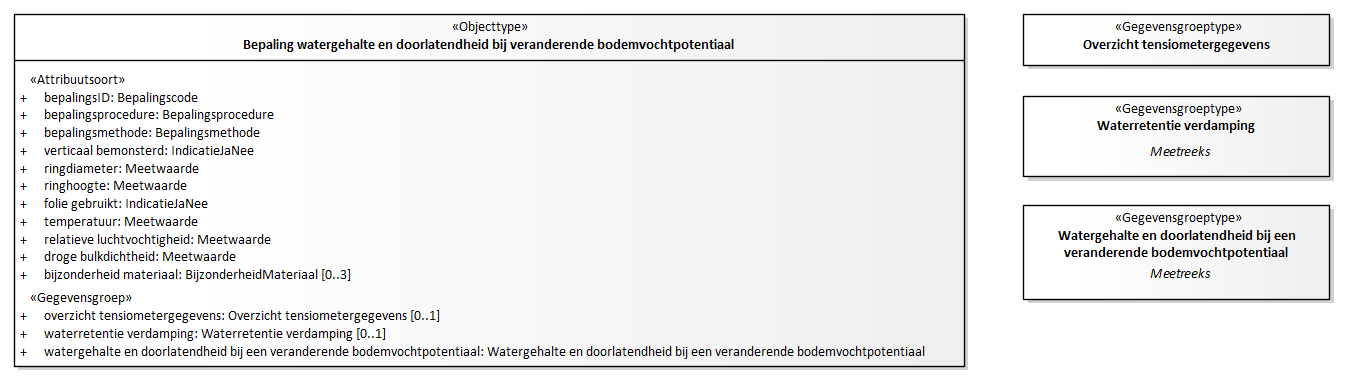 «Objecttype»
Bepaling watergehalte en doorlatendheid bij veranderende bodemvochtpotentiaal
«Attribuutsoort»
+ bepalingsID: Bepalingscode
+ bepalingsprocedure: Bepalingsprocedure
+ bepalingsmethode: Bepalingsmethode
+ verticaal bemonsterd: IndicatieJaNee
+ ringdiameter: Meetwaarde
+ ringhoogte: Meetwaarde
+ folie gebruikt: IndicatieJaNee
+ temperatuur: Meetwaarde
+ relatieve luchtvochtigheid: Meetwaarde
+ droge bulkdichtheid: Meetwaarde
+ bijzonderheid materiaal: BijzonderheidMateriaal [0..3]
«Gegevensgroep»
+ overzicht tensiometergegevens: Overzicht tensiometergegevens [0..1]
+ waterretentie verdamping: Waterretentie verdamping [0..1]
+ watergehalte en doorlatendheid bij een veranderende bodemvochtpotentiaal: Watergehalte en doorlatendheid bij een veranderende bodemvochtpotentiaal
«Gegevensgroeptype»
Overzicht tensiometergegevens
«Gegevensgroeptype»
Waterretentie verdamping
Meetreeks
«Gegevensgroeptype»
Watergehalte en doorlatendheid bij een
veranderende bodemvochtpotentiaal
Meetreeks